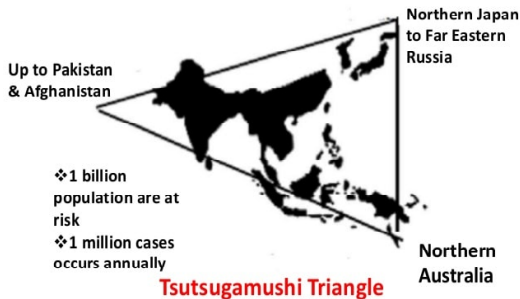 Northern Japan
to Far Eastern
Russia
Up to Pakistan
& Afghanistan
❖1 billion
population are at
risk
❖1 million cases
occurs annually
Northern
Australia
Tsutsugamushi Triangle